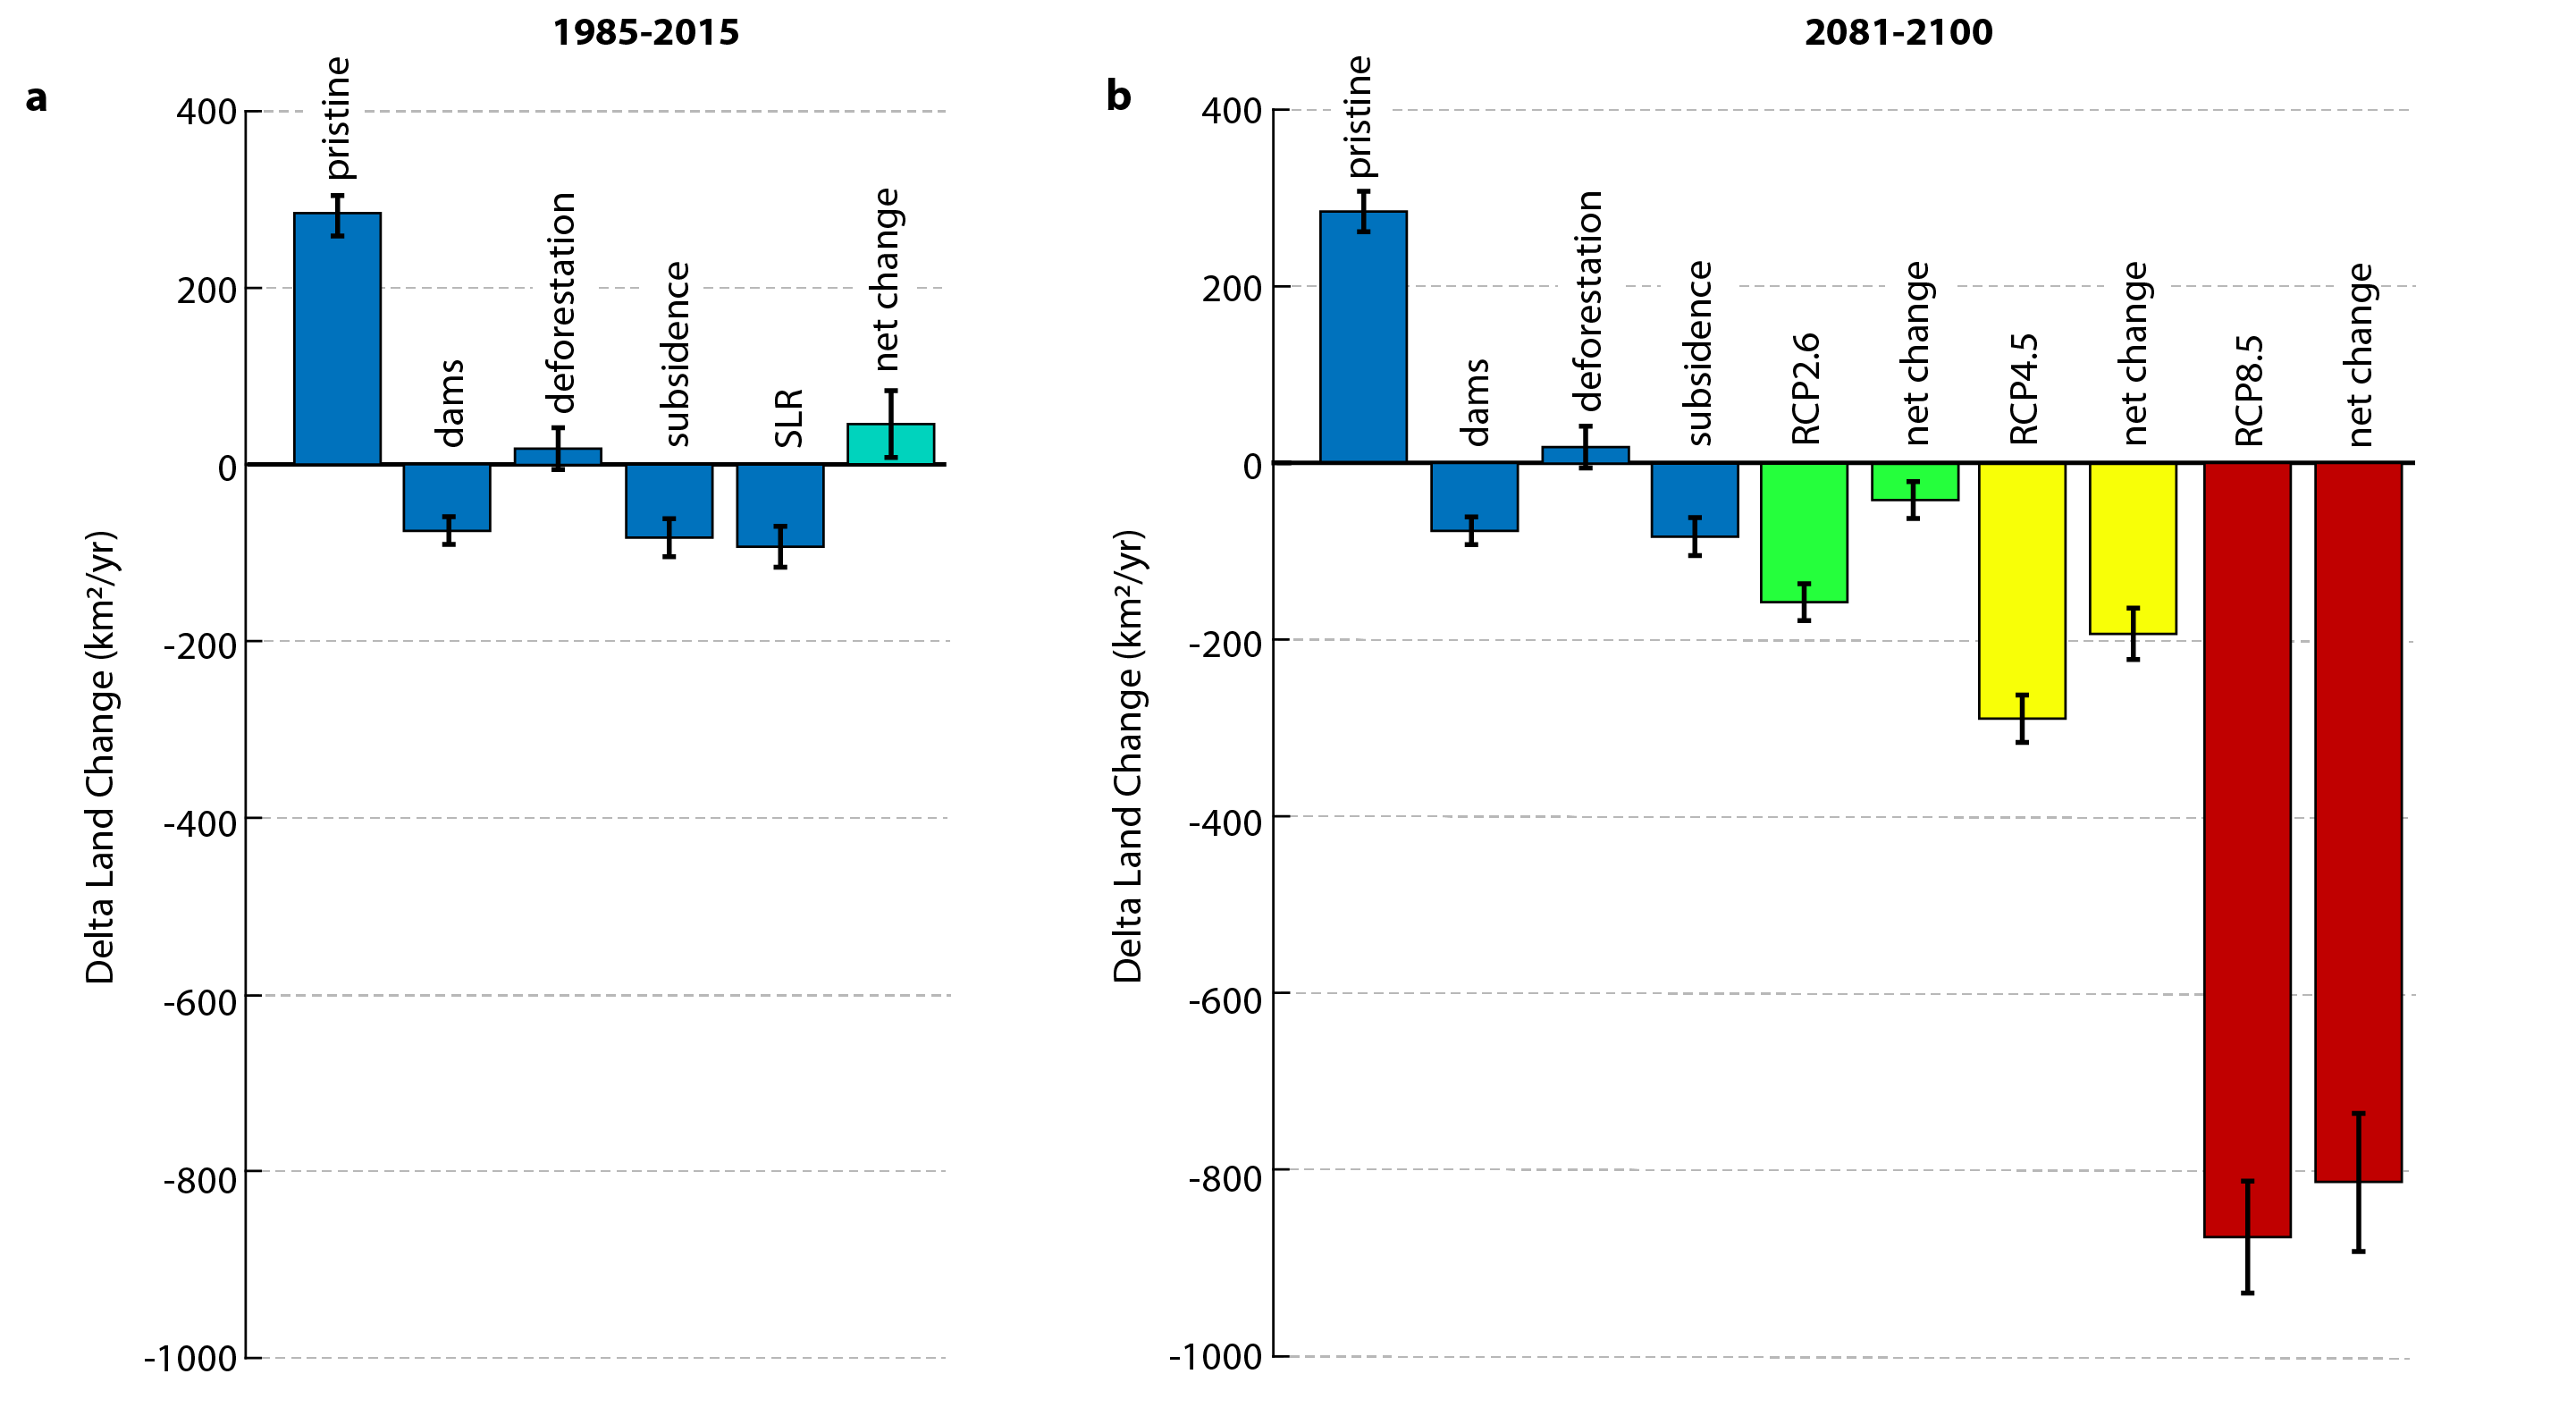 1985-2015
a
Delta Land Change (km²/yr)
400
200
0
-200
-400
-600
-800
-1000
pristine
dams
deforestation
subsidence
SLR
net change
2081-2100
b
Delta Land Change (km²/yr)
400
200
0
-200
-400
-600
-800
-1000
pristine
dams
deforestation
subsidence
RCP2.6
net change
RCP4.5
net change
RCP8.5
net change